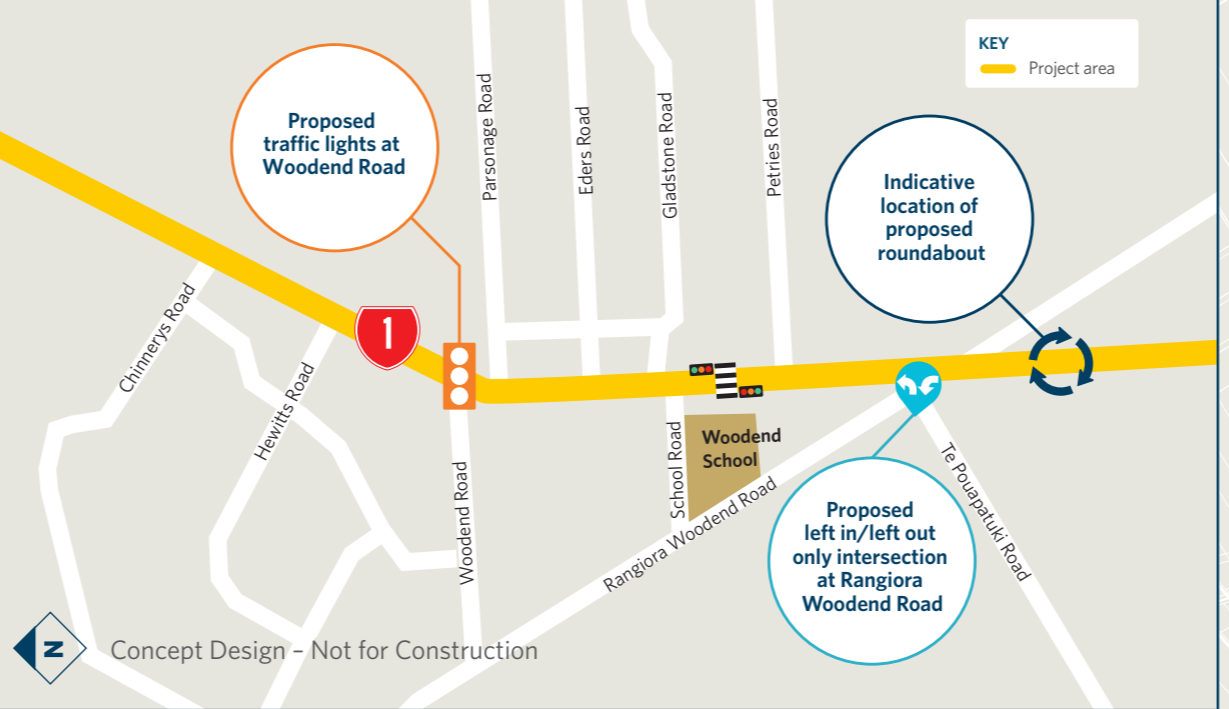 KEY
Project area
Proposed
traffic lights at
Woodend Road
Parsonage Road
Eders Road
Gladstone Road
Petries Road
Indicative
location of
proposed
roundabout
Chinnerys Road
Hewitts Road
1
Woodend Road
School Road
Woodend
School
Rangiora Woodend Road
Te Pouapatuki Road
Proposed
left in/left out
only intersection
at Rangiora
Woodend Road
N
Concept Design – Not for Construction